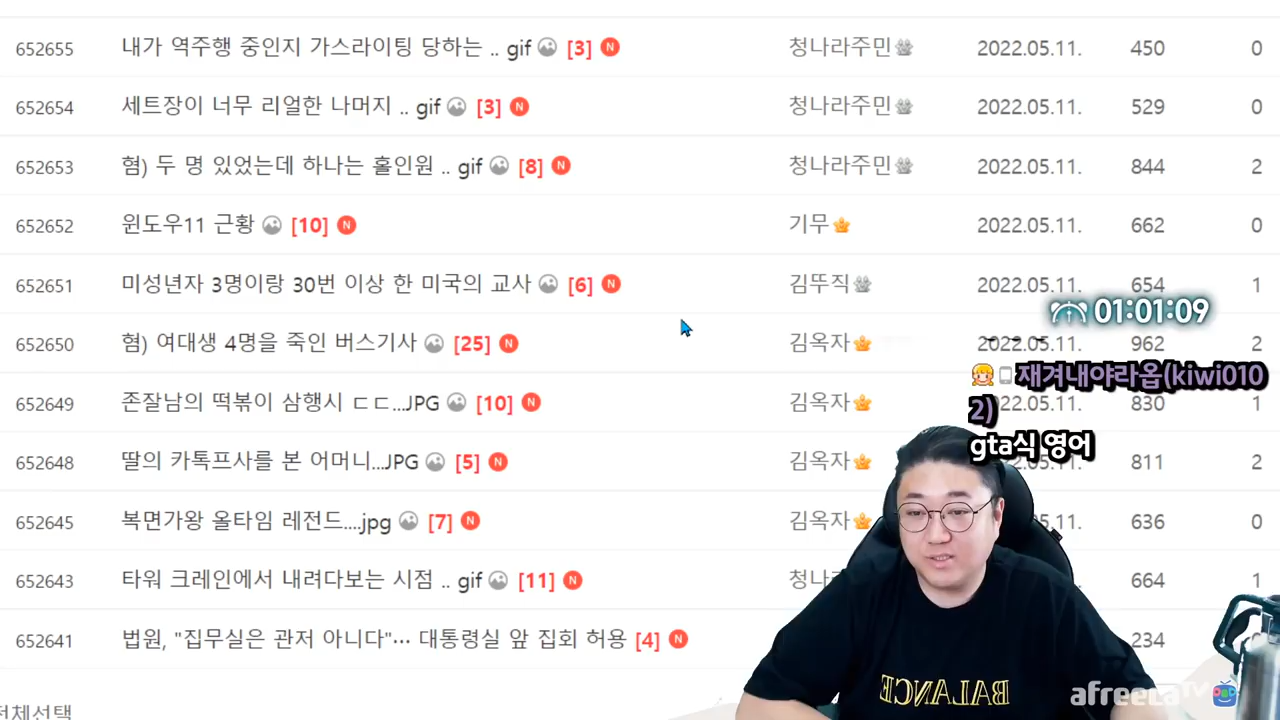 652655 내가 역주행 중인지 가스라이팅 당하는 .. gif [3] N 청나라주민 2022.05.11. 450 0
652654 세트장이 너무 리얼한 나머지 .. gif [3] N 청나라주민 2022.05.11. 529 0
652653 혐) 두 명 있었는데 하나는 홀인원 .. gif [8] N 청나라주민 2022.05.11. 844 2
652652 윈도우11 근황 [10] N 기무 2022.05.11. 662 0
652651 미성년자 3명이랑 30번 이상 한 미국의 교사 [6] N 김뚜직 2022.05.11. 654 1
01:01:09
652650 혐) 여대생 4명을 죽인 버스기사 [25] N 김옥자 2022.05.11. 962 2
재겨내야라옵(kiwi010
2)
652649 존잘남의 떡볶이 삼행시 ㄷㄷ...JPG [10] N 김옥자 22.05.11. 830 1
gta식 영어
652648 딸의 카톡프사를 본 어머니...JPG [5] N 김옥자 05.11. 811 2
652645 복면가왕 올타임 레전드....jpg [7] N 김옥자 5.11. 636 0
652643 타워 크레인에서 내려다보는 시점 .. gif [11] N 청나 664 1
652641 법원, "집무실은 관저 아니다"… 대통령실 앞 집회 허용 [4] N 234
BALANCE
afreecaTV
전체선택